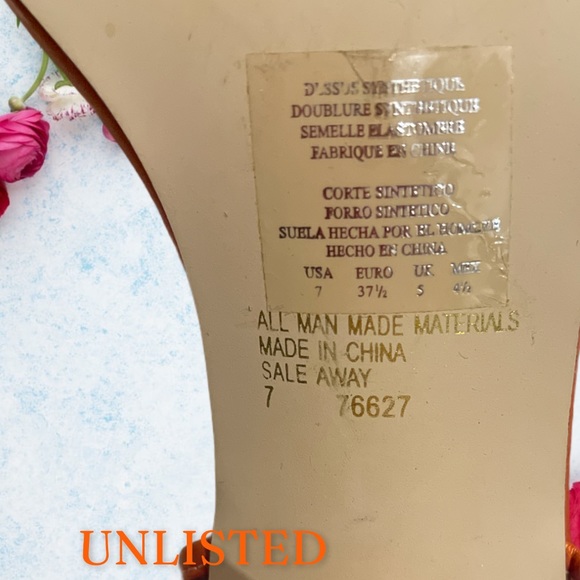 D'SSUS SYNTHETIQUE
DOUBLURE SYNTHETIQUE
SEMELLE ELASTOMERE
FABRIQUE EN CHINE
CORTE SINTETICO
FORRO SINTETICO
SUELA HECHA POR EL HOMBRE
HECHO EN CHINA
USA EURO UK MEX
7 37½ 5 4½
ALL MAN MADE MATERIALS
MADE IN CHINA
SALE AWAY
7 76627
UNLISTED